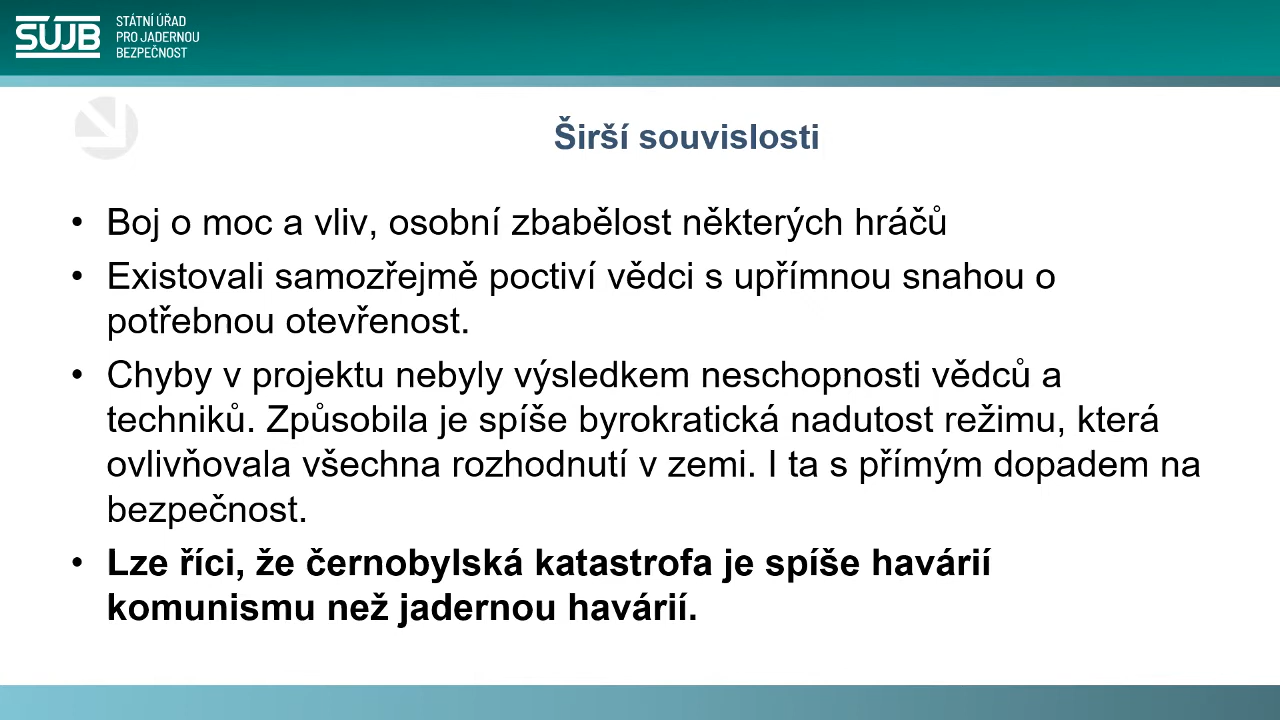 SÚJB
STÁTNÍ ÚŘAD
PRO JADERNOU
BEZPEČNOST
Širší souvislosti
• Boj o moc a vliv, osobní zbabělost některých hráčů
• Existovali samozřejmě poctiví vědci s upřímnou snahou o
potřebnou otevřenost.
• Chyby v projektu nebyly výsledkem neschopnosti vědců a
techniků. Způsobila je spíše byrokratická nadutost režimu, která
ovlivňovala všechna rozhodnutí v zemi. I ta s přímým dopadem na
bezpečnost.
• Lze říci, že černobylská katastrofa je spíše havárií
komunismu než jadernou havárií.